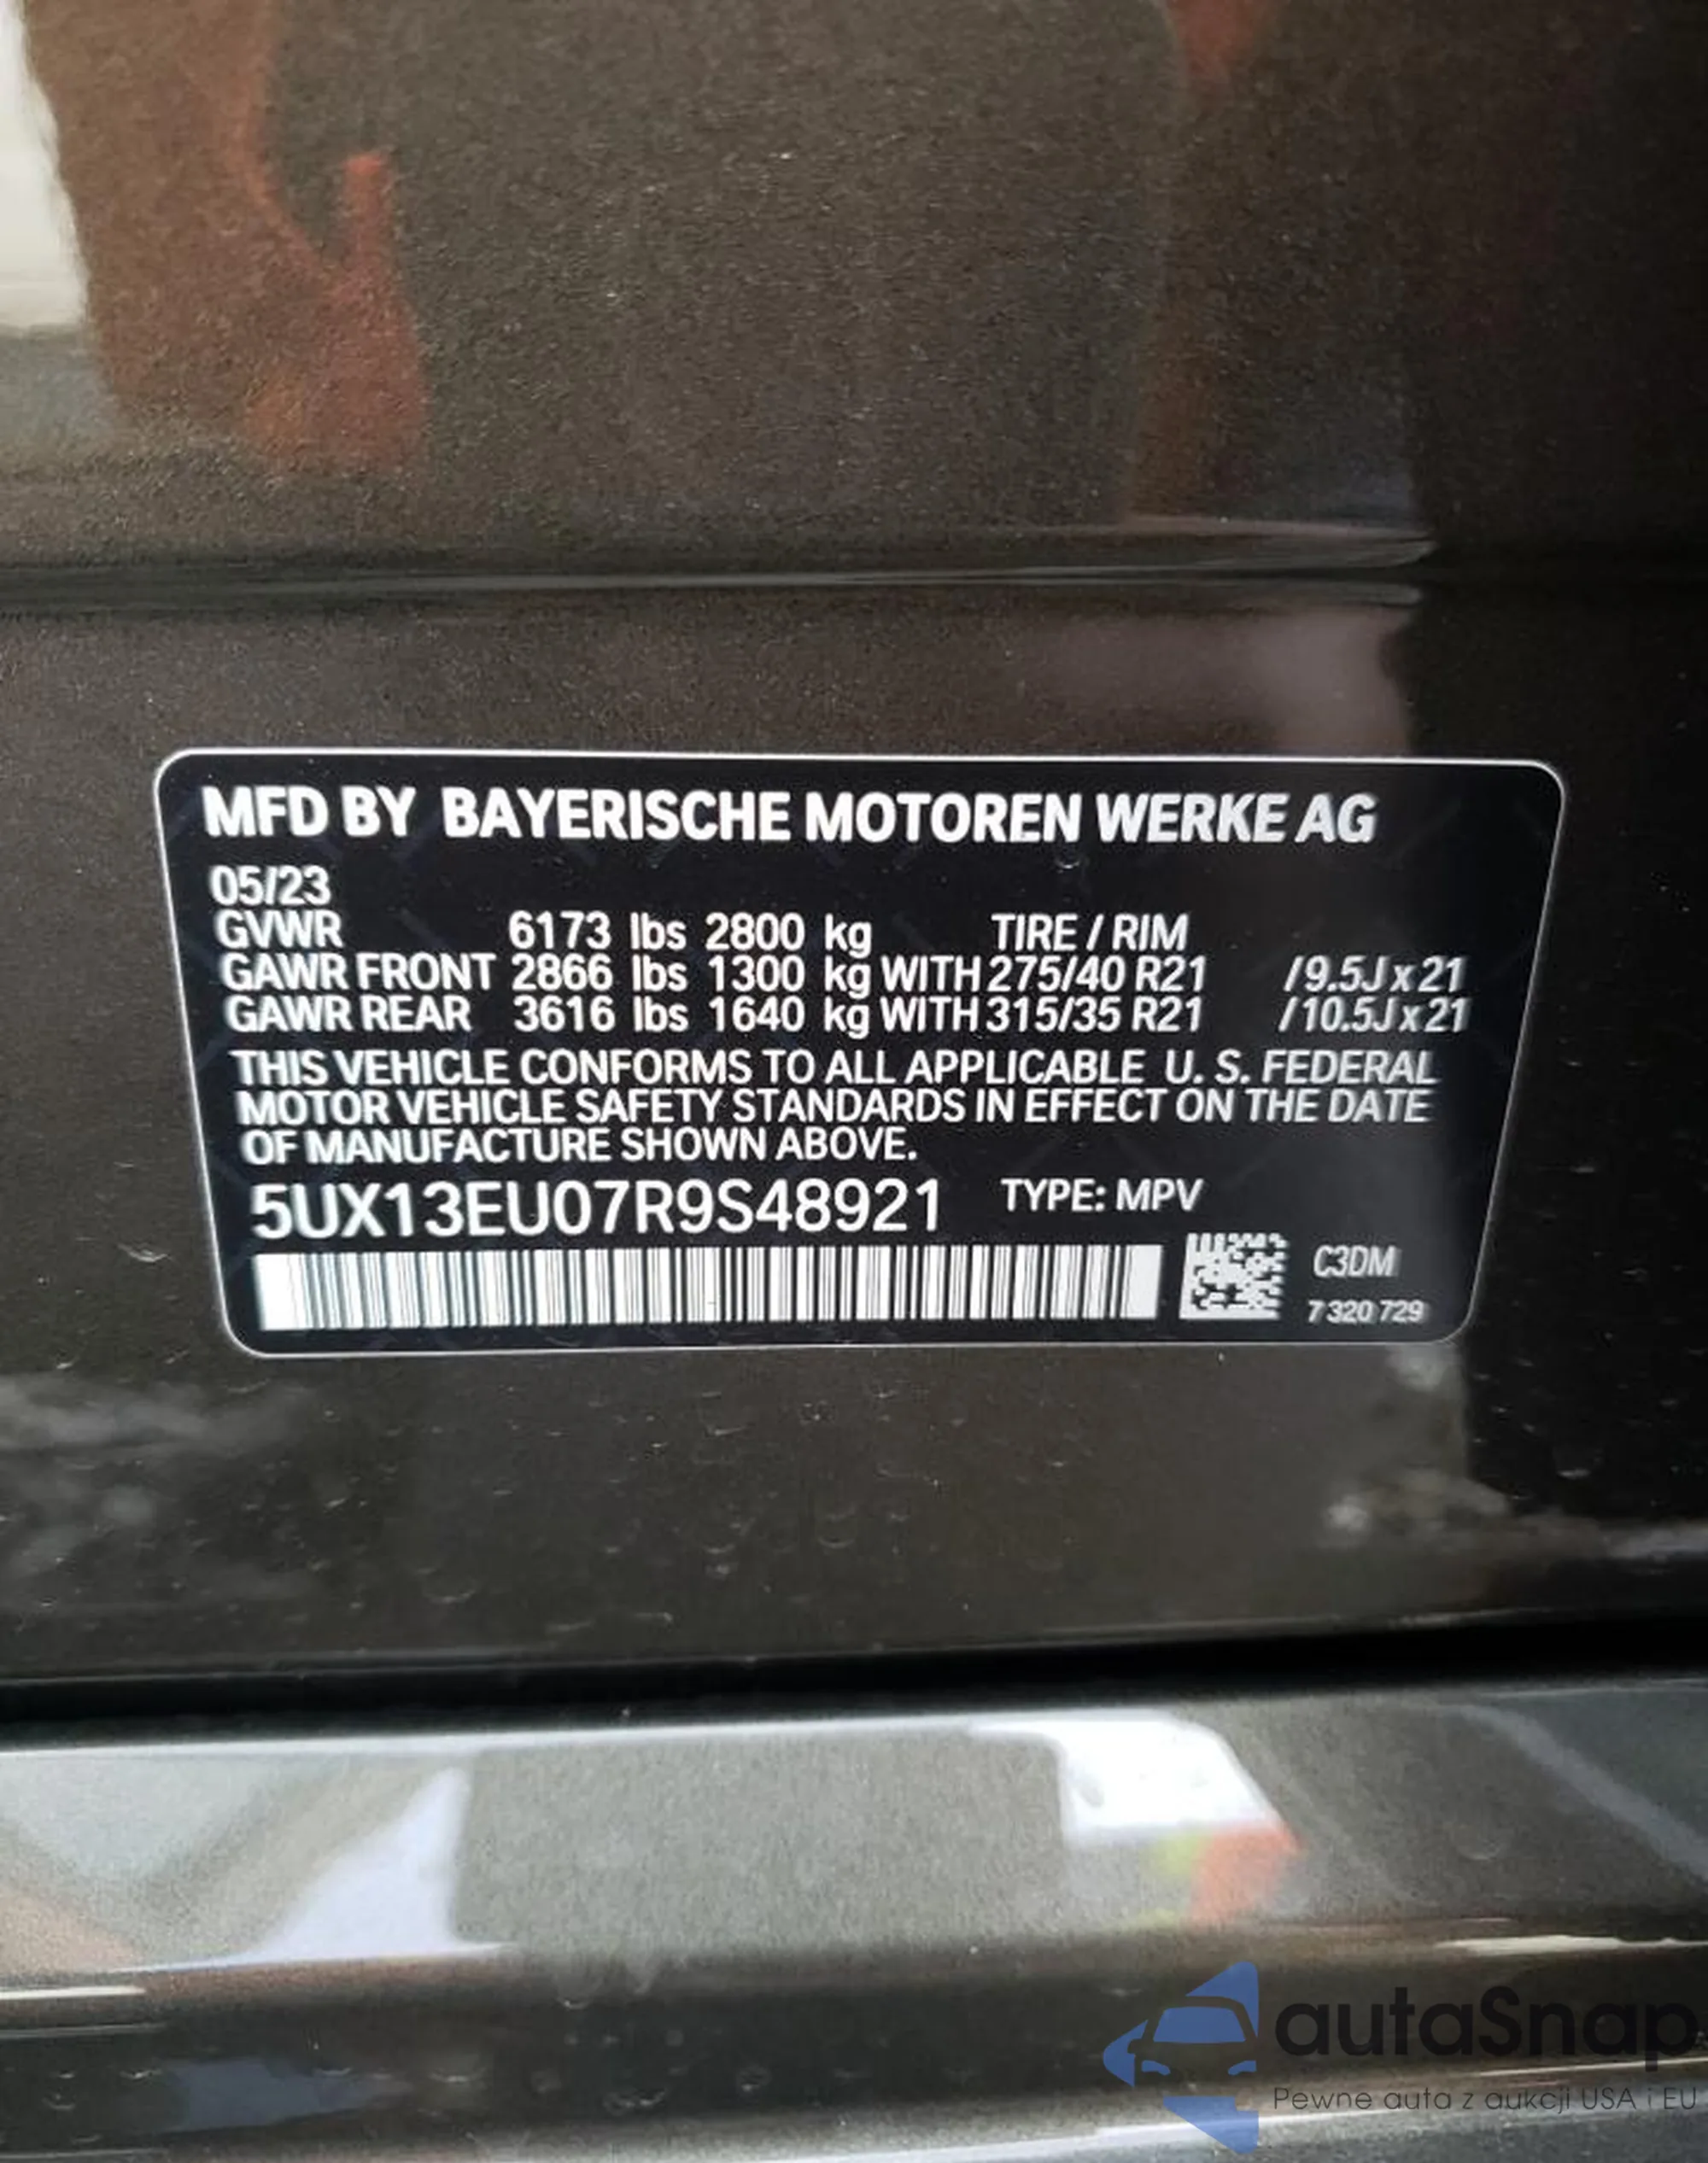 MFD BY BAYERISCHE MOTOREN WERKE AG
05/23
GVWR 6173 lbs 2800 kg TIRE / RIM
GAWR FRONT 2866 lbs 1300 kg WITH 275/40 R21 /9.5J x 21
GAWR REAR 3616 lbs 1640 kg WITH 315/35 R21 /10.5J x 21
THIS VEHICLE CONFORMS TO ALL APPLICABLE U. S. FEDERAL
MOTOR VEHICLE SAFETY STANDARDS IN EFFECT ON THE DATE
OF MANUFACTURE SHOWN ABOVE.
5UX13EU07R9S48921 TYPE: MPV
C3DM
7 320 729
autaSnap
Pewne auta z aukcji USA i EU